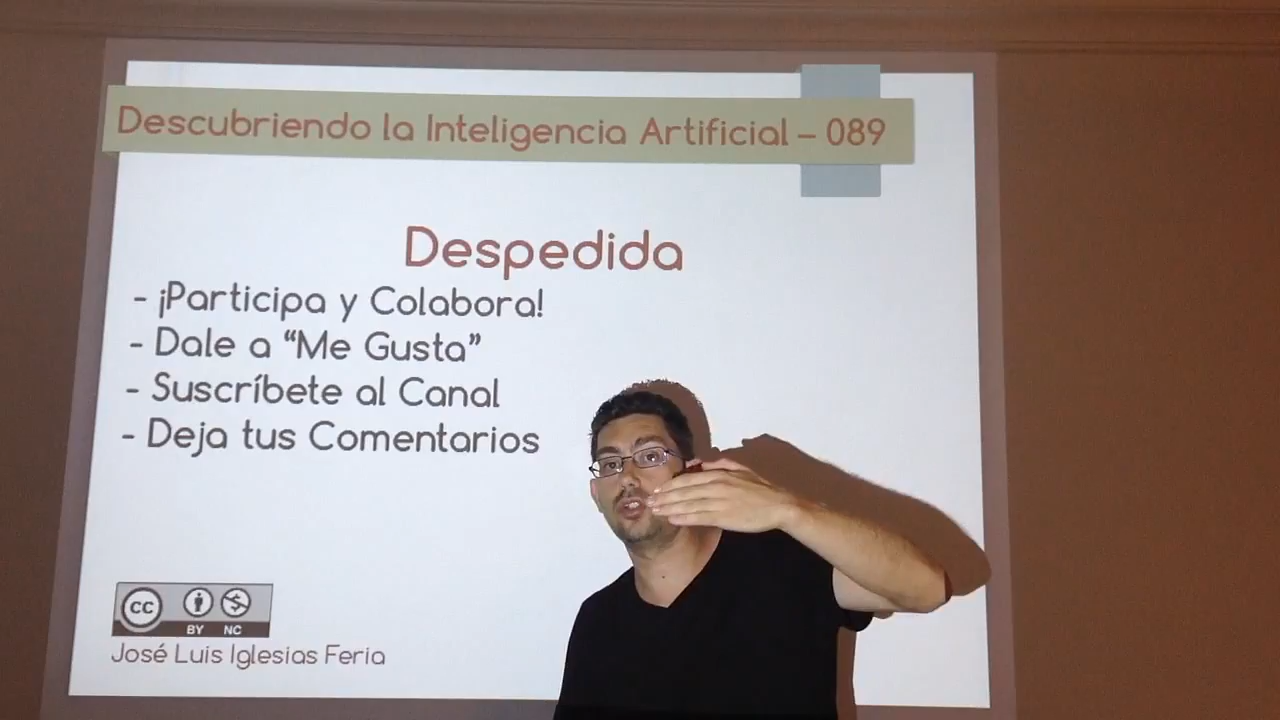 Descubriendo la Inteligencia Artificial – 089
Despedida
- ¡Participa y Colabora!
- Dale a “Me Gusta”
- Suscríbete al Canal
- Deja tus Comentarios
CC
BY NC
José Luis Iglesias Feria